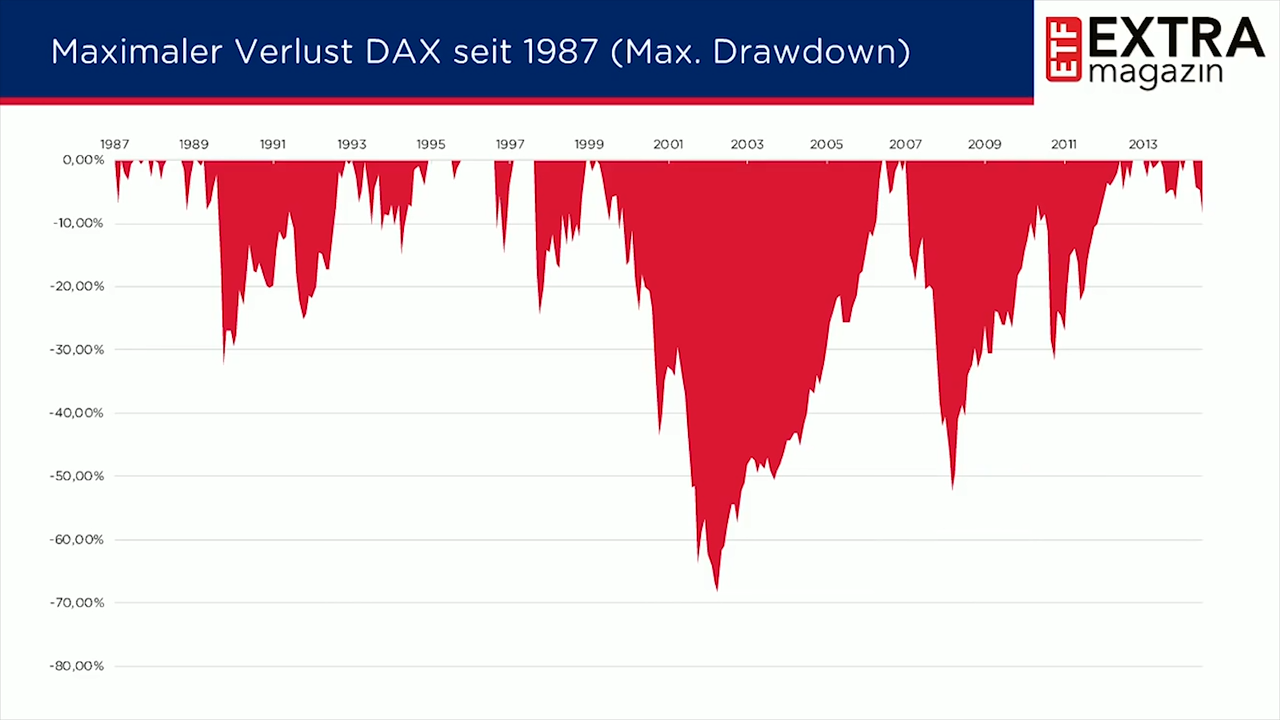 Maximaler Verlust DAX seit 1987 (Max. Drawdown)
ETF EXTRA
magazin
1987 1989 1991 1993 1995 1997 1999 2001 2003 2005 2007 2009 2011 2013
0,00%
-10,00%
-20,00%
-30,00%
-40,00%
-50,00%
-60,00%
-70,00%
-80,00%